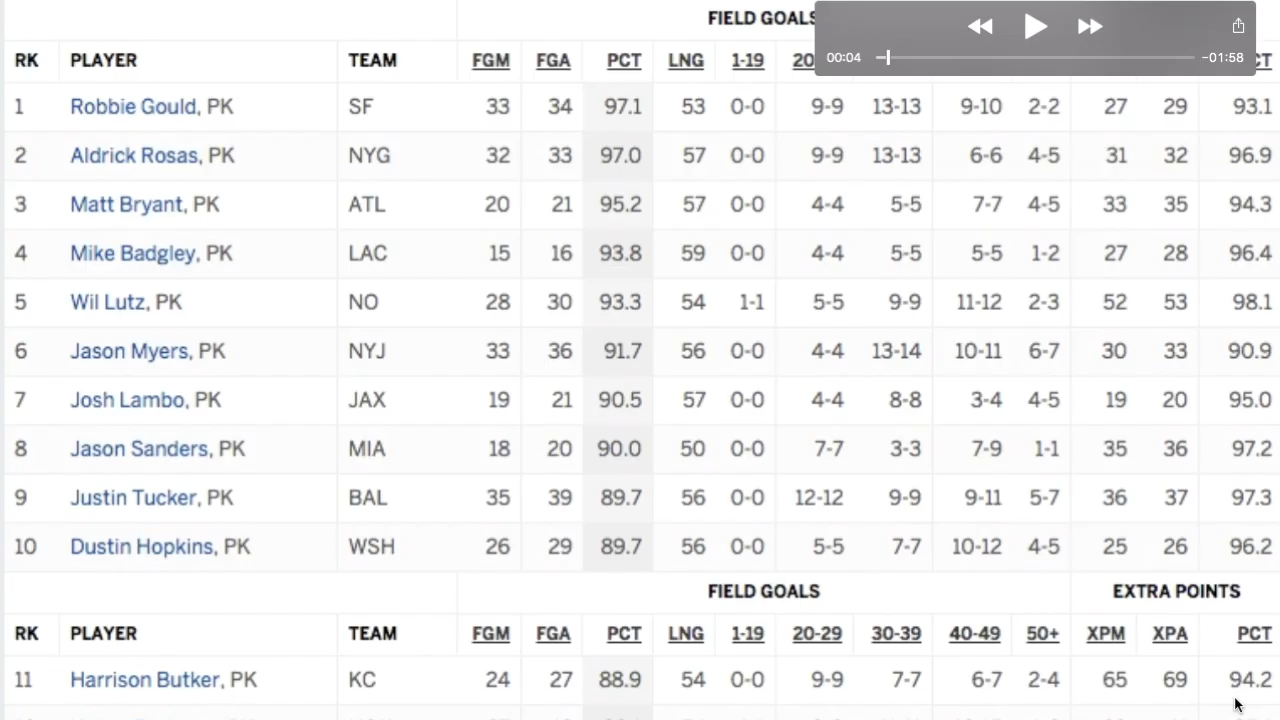 FIELD GOALS
00:04 -01:58
RK PLAYER TEAM FGM FGA PCT LNG 1-19 20 CT
1 Robbie Gould, PK SF 33 34 97.1 53 0-0 9-9 13-13 9-10 2-2 27 29 93.1
2 Aldrick Rosas, PK NYG 32 33 97.0 57 0-0 9-9 13-13 6-6 4-5 31 32 96.9
3 Matt Bryant, PK ATL 20 21 95.2 57 0-0 4-4 5-5 7-7 4-5 33 35 94.3
4 Mike Badgley, PK LAC 15 16 93.8 59 0-0 4-4 5-5 5-5 1-2 27 28 96.4
5 Wil Lutz, PK NO 28 30 93.3 54 1-1 5-5 9-9 11-12 2-3 52 53 98.1
6 Jason Myers, PK NYJ 33 36 91.7 56 0-0 4-4 13-14 10-11 6-7 30 33 90.9
7 Josh Lambo, PK JAX 19 21 90.5 57 0-0 4-4 8-8 3-4 4-5 19 20 95.0
8 Jason Sanders, PK MIA 18 20 90.0 50 0-0 7-7 3-3 7-9 1-1 35 36 97.2
9 Justin Tucker, PK BAL 35 39 89.7 56 0-0 12-12 9-9 9-11 5-7 36 37 97.3
10 Dustin Hopkins, PK WSH 26 29 89.7 56 0-0 5-5 7-7 10-12 4-5 25 26 96.2
FIELD GOALS EXTRA POINTS
RK PLAYER TEAM FGM FGA PCT LNG 1-19 20-29 30-39 40-49 50+ XPM XPA PCT
11 Harrison Butker, PK KC 24 27 88.9 54 0-0 9-9 7-7 6-7 2-4 65 69 94.2